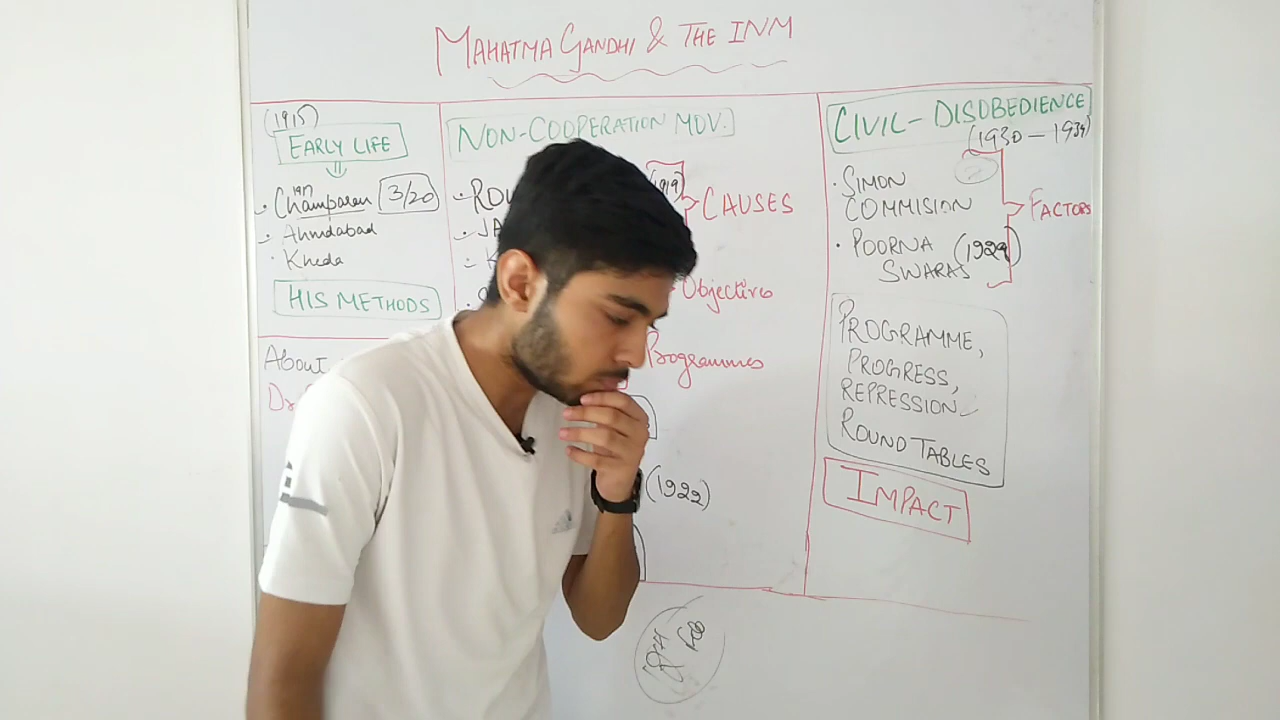 MAHATMA GANDHI & THE INM
(1915)
EARLY LIFE
1917
Champaran 3/20
Ahmdabad
Kheda
HIS METHODS
About
NON-COOPERATION MOV.
(1919)
CAUSES
Objectives
Programmes
(1922)
CIVIL-DISOBEDIENCE
(1930-1934)
SIMON
COMMISION
FACTORS
POORNA (1929)
SWARAJ
PROGRAMME,
PROGRESS,
REPRESSION
ROUND TABLES
IMPACT